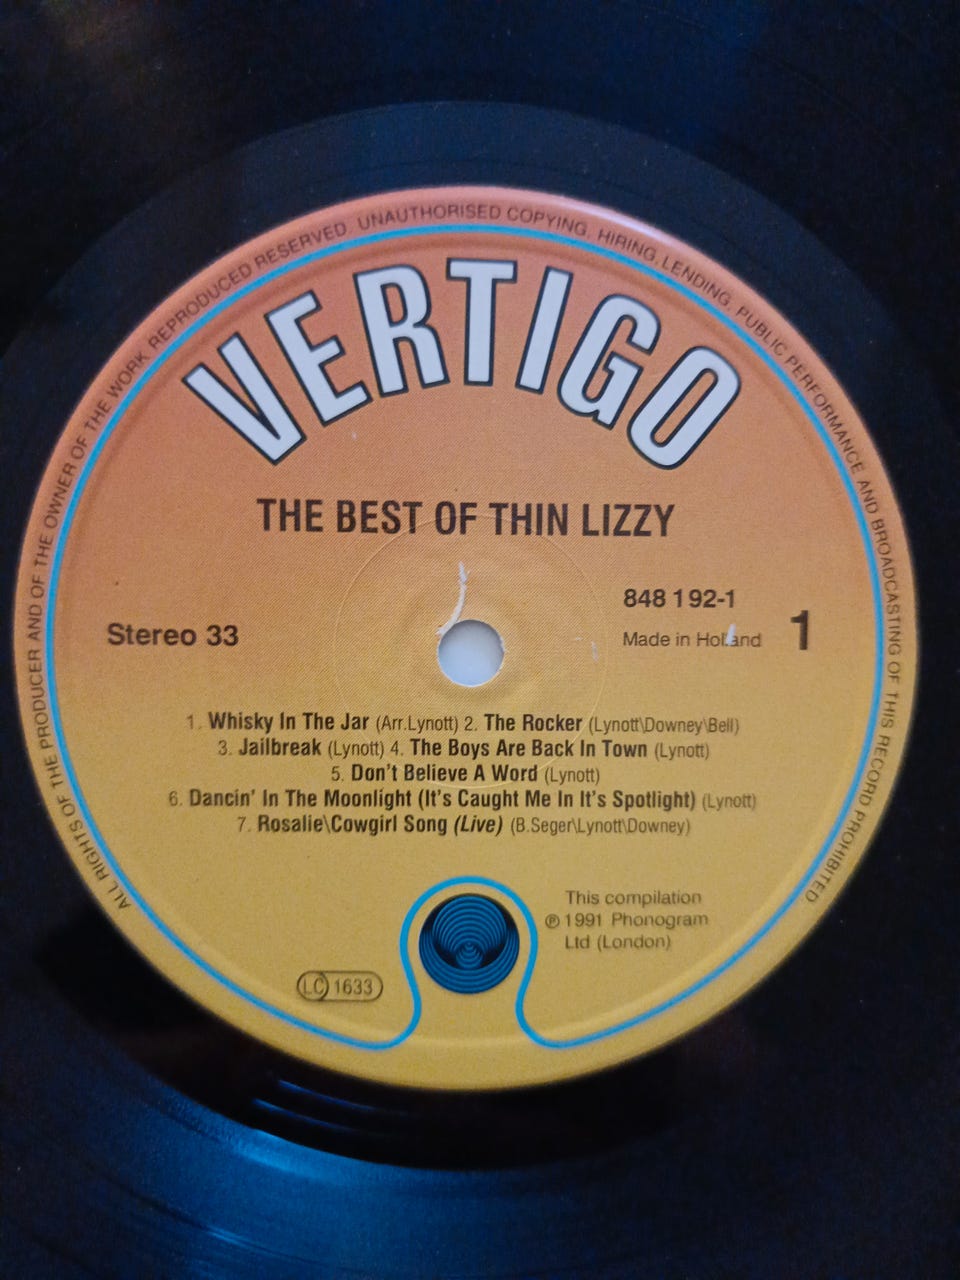 ALL RIGHTS OF THE PRODUCER AND OF THE OWNER OF THE WORK REPRODUCED RESERVED. UNAUTHORISED COPYING, HIRING, LENDING, PUBLIC PERFORMANCE AND BROADCASTING OF THIS RECORD PROHIBITED
VERTIGO
THE BEST OF THIN LIZZY
848 192-1
Stereo 33
Made in Holland
1
1. Whisky In The Jar (Arr.Lynott) 2. The Rocker (Lynott\Downey\Bell)
3. Jailbreak (Lynott) 4. The Boys Are Back In Town (Lynott)
5. Don't Believe A Word (Lynott)
6. Dancin' In The Moonlight (It's Caught Me In It's Spotlight) (Lynott)
7. Rosalie\Cowgirl Song (Live) (B.Seger\Lynott\Downey)
This compilation
℗ 1991 Phonogram
Ltd (London)
LC 1633